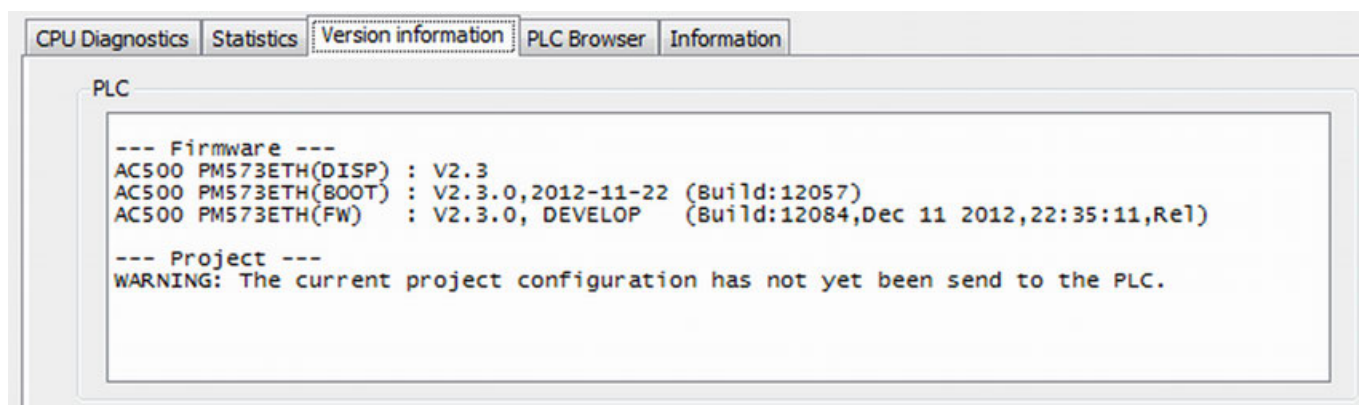 CPU Diagnostics Statistics Version information PLC Browser Information
PLC
--- Firmware ---
AC500 PM573ETH(DISP) : V2.3
AC500 PM573ETH(BOOT) : V2.3.0,2012-11-22 (Build:12057)
AC500 PM573ETH(FW) : V2.3.0, DEVELOP (Build:12084,Dec 11 2012,22:35:11,Rel)
--- Project ---
WARNING: The current project configuration has not yet been send to the PLC.